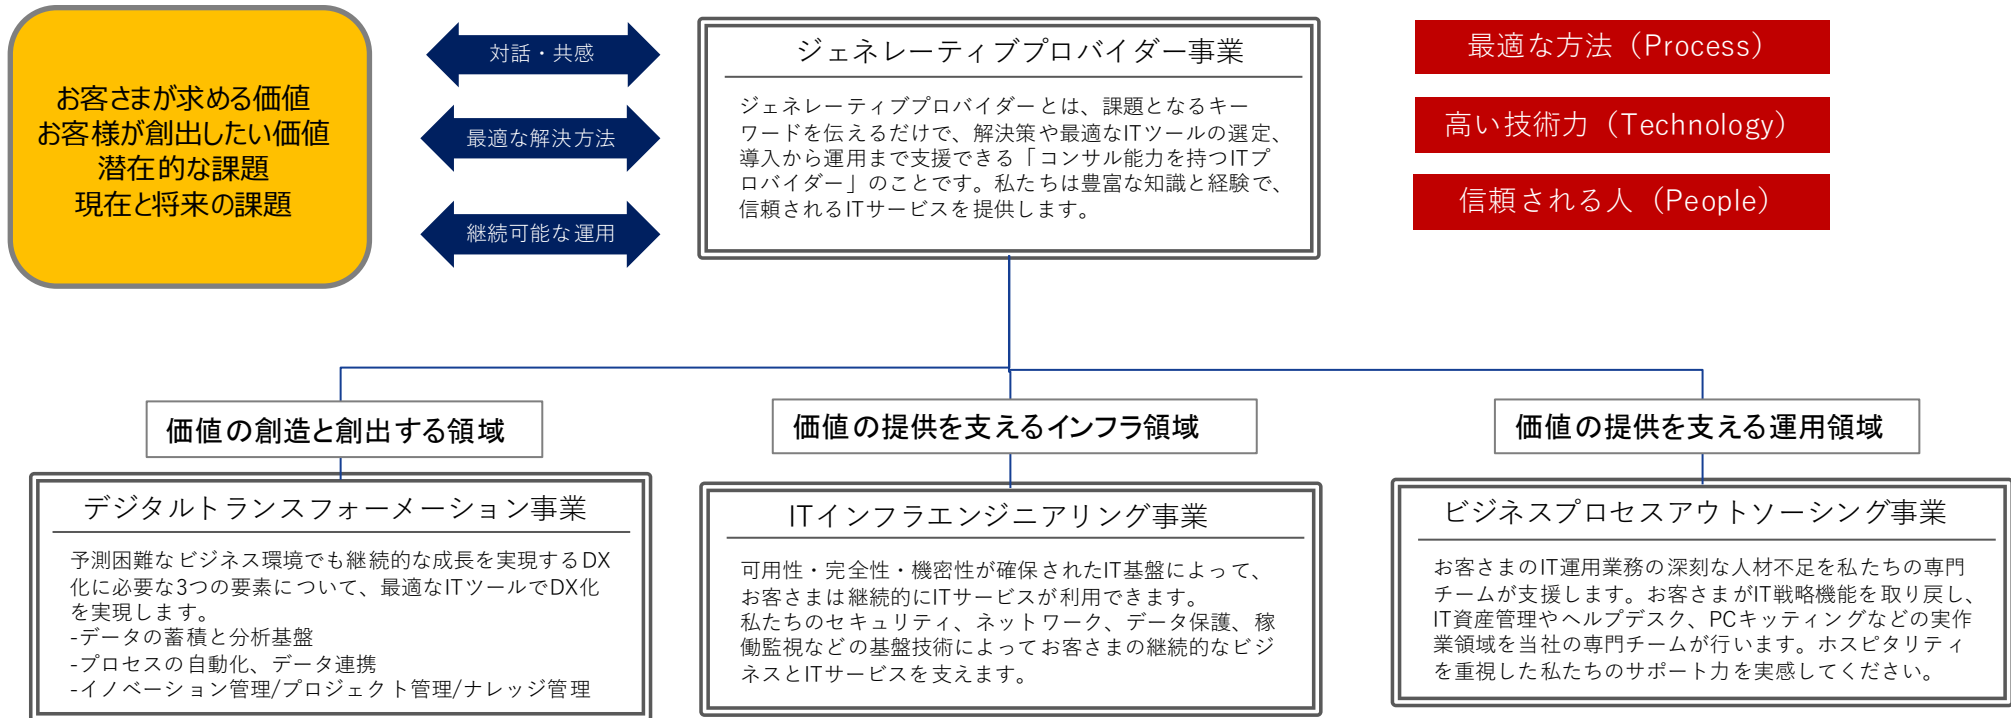 お客さまが求める価値
お客様が創出したい価値
潜在的な課題
現在と将来の課題
対話・共感
最適な解決方法
継続可能な運用
ジェネレーティブプロバイダー事業
ジェネレーティブプロバイダーとは、課題となるキー
ワードを伝えるだけで、解決策や最適なITツールの選定、
導入から運用まで支援できる「コンサル能力を持つITプ
ロバイダー」のことです。私たちは豊富な知識と経験で、
信頼されるITサービスを提供します。
最適な方法（Process）
高い技術力（Technology）
信頼される人（People）
価値の創造と創出する領域
デジタルトランスフォーメーション事業
予測困難なビジネス環境でも継続的な成長を実現するDX
化に必要な3つの要素について、最適なITツールでDX化
を実現します。
-データの蓄積と分析基盤
-プロセスの自動化、データ連携
-イノベーション管理/プロジェクト管理/ナレッジ管理
価値の提供を支えるインフラ領域
ITインフラエンジニアリング事業
可用性・完全性・機密性が確保されたIT基盤によって、
お客さまは継続的にITサービスが利用できます。
私たちのセキュリティ、ネットワーク、データ保護、稼
働監視などの基盤技術によってお客さまの継続的なビジ
ネスとITサービスを支えます。
価値の提供を支える運用領域
ビジネスプロセスアウトソーシング事業
お客さまのIT運用業務の深刻な人材不足を私たちの専門
チームが支援します。お客さまがIT戦略機能を取り戻し、
IT資産管理やヘルプデスク、PCキッティングなどの実作
業領域を当社の専門チームが行います。ホスピタリティ
を重視した私たちのサポート力を実感してください。